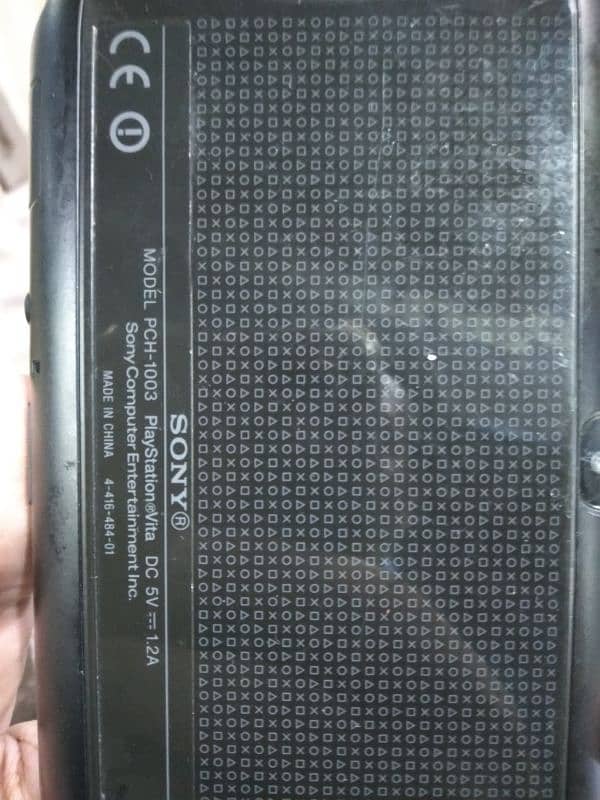 SONY®
MODEL PCH-1003 PlayStation®Vita DC 5V ⎓ 1.2A
Sony Computer Entertainment Inc.
MADE IN CHINA 4-416-484-01
CE